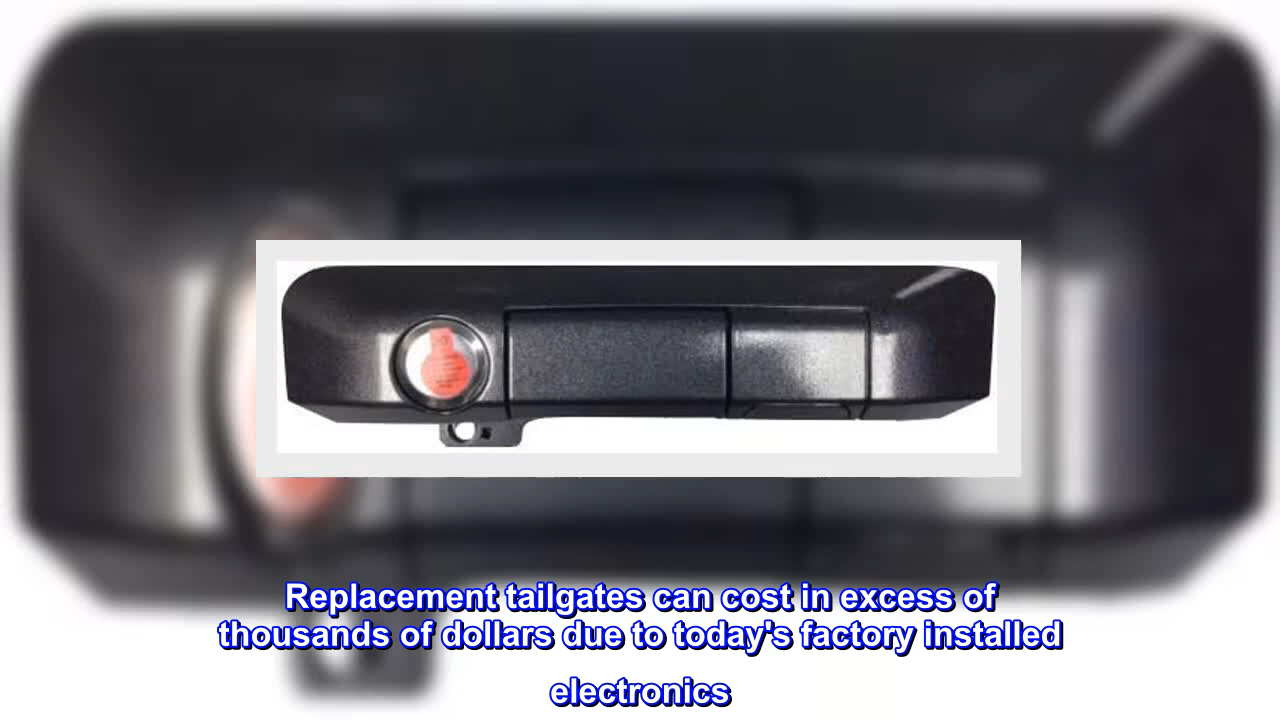 Replacement tailgates can cost in excess of
thousands of dollars due to today's factory installed
electronics